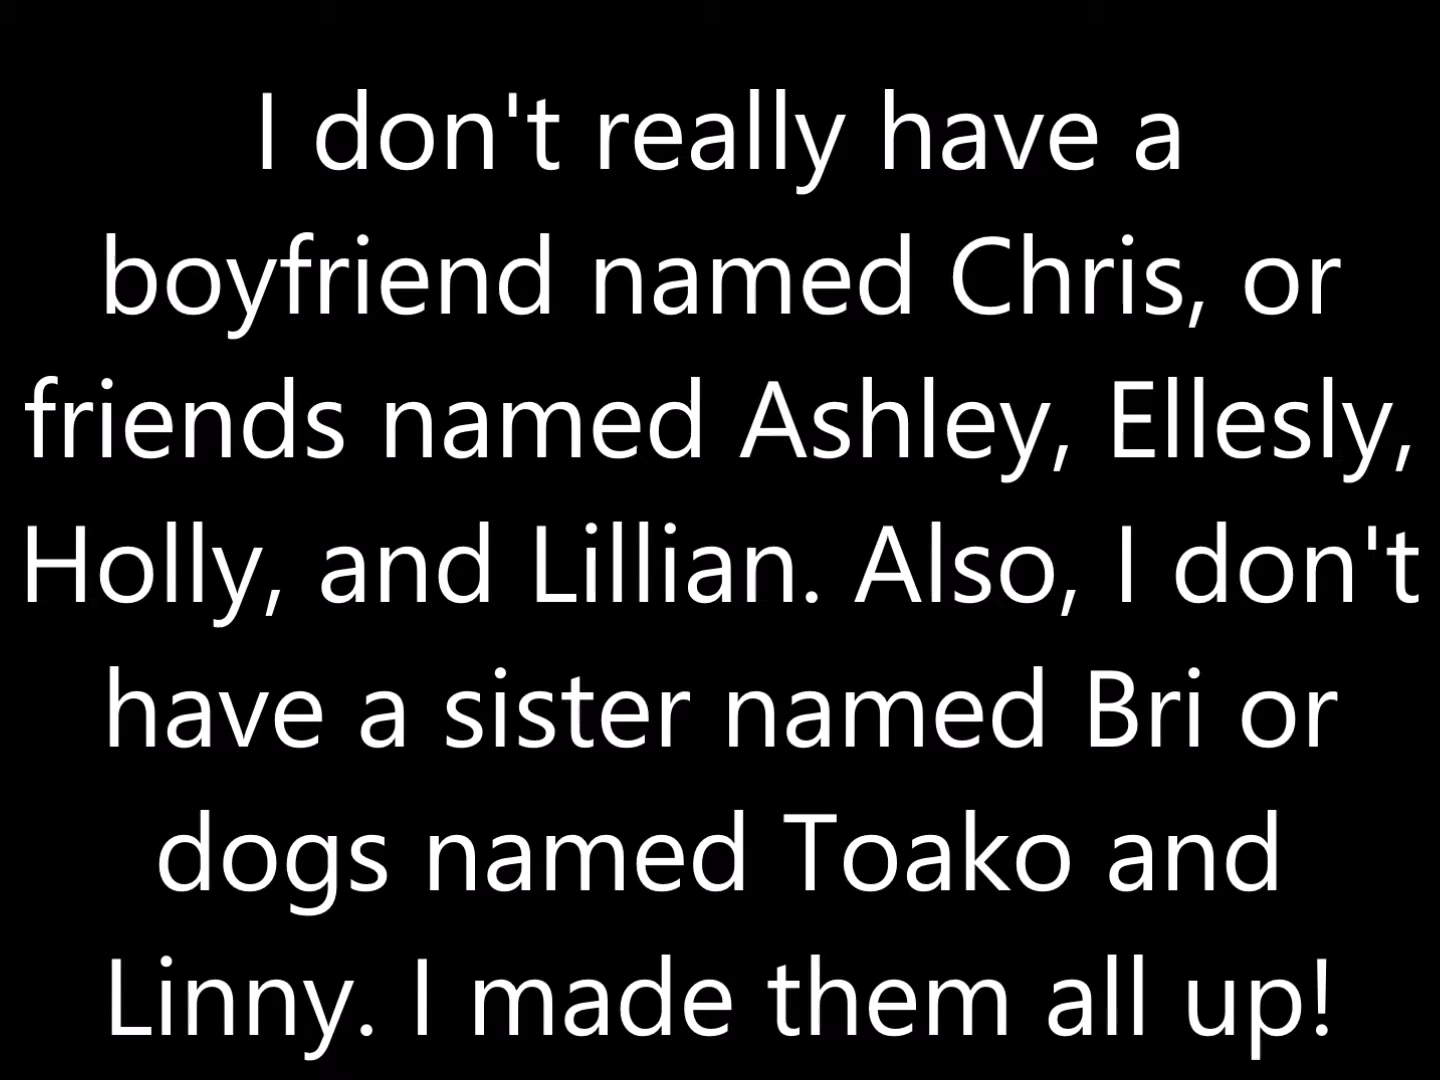 I don't really have a
boyfriend named Chris, or
friends named Ashley, Ellesly,
Holly, and Lillian. Also, I don't
have a sister named Bri or
dogs named Toako and
Linny. I made them all up!